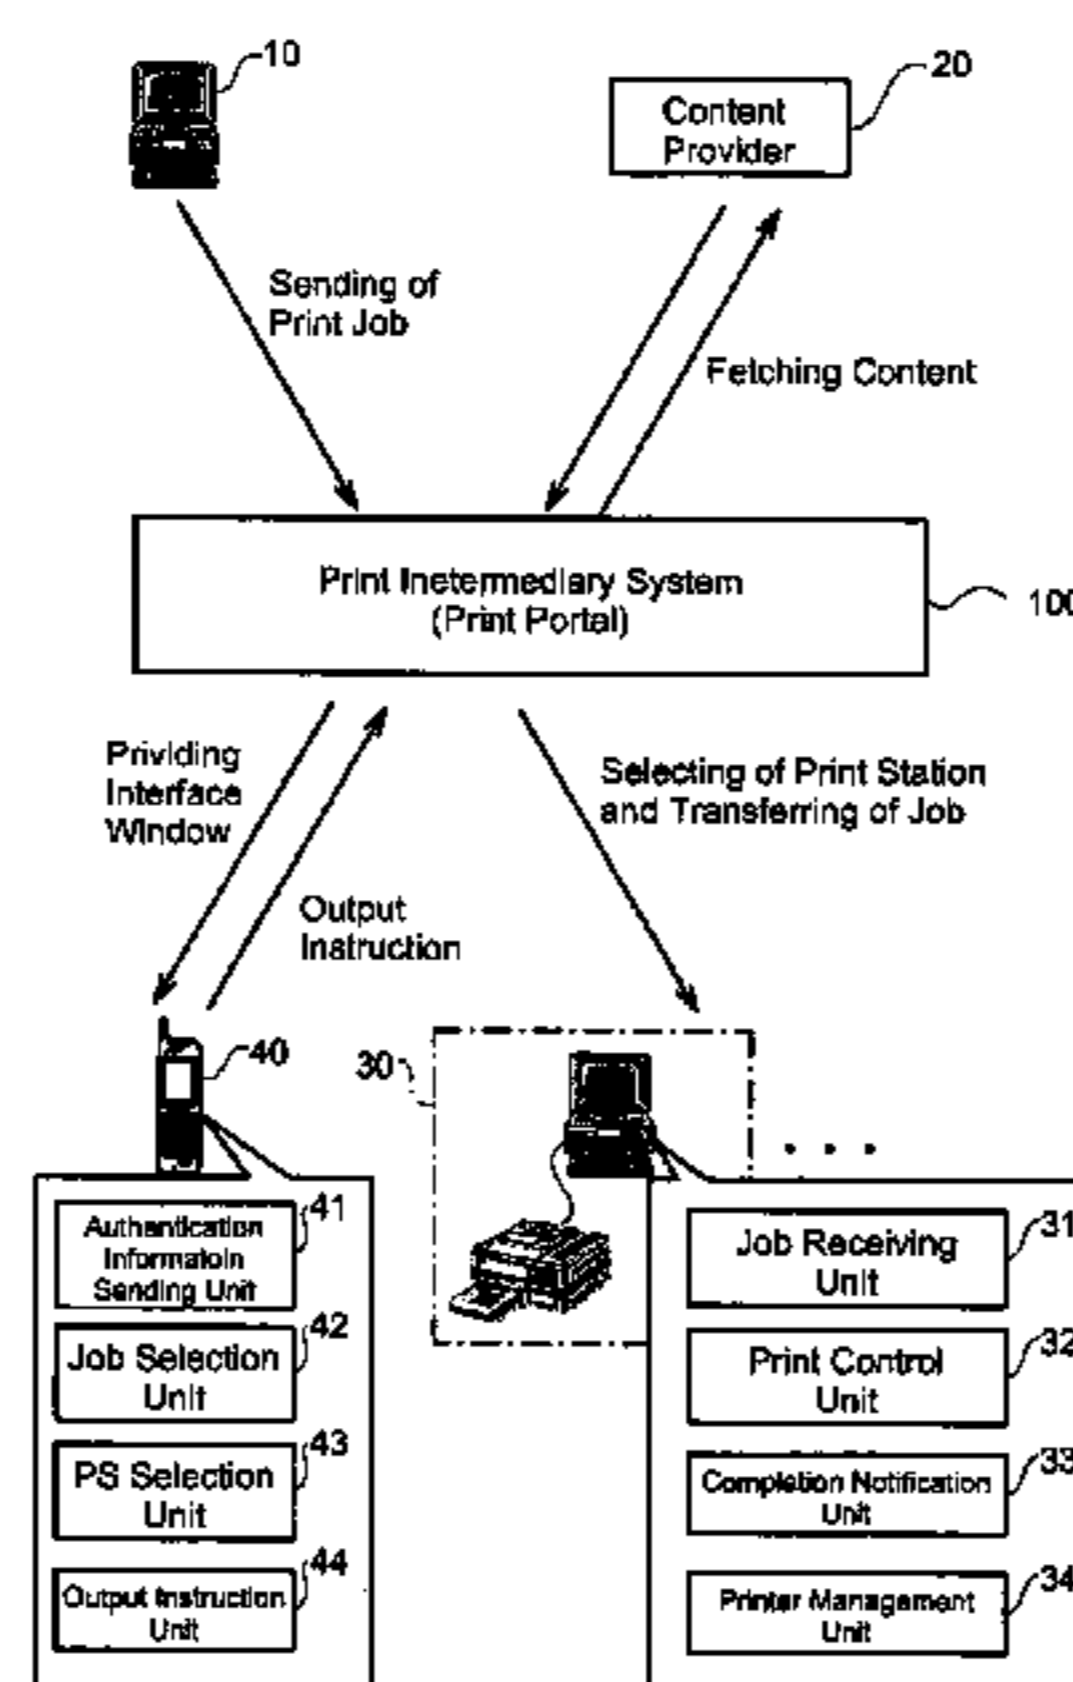 10
20
Content
Provider
Sending of
Print Job
Fetching Content
Print Inetermediary System
(Print Portal)
100
Prividing
Interface
Window
Selecting of Print Station
and Transferring of Job
Output
Instruction
40
30
. . .
Authentication
Informatoin
Sending Unit
41
Job Selection
Unit
42
PS Selection
Unit
43
Output Instruction
Unit
44
Job Receiving
Unit
31
Print Control
Unit
32
Completion Notification
Unit
33
Printer Management
Unit
34